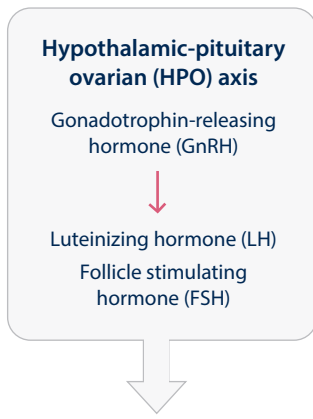 Hypothalamic-pituitary
ovarian (HPO) axis
Gonadotrophin-releasing
hormone (GnRH)
Luteinizing hormone (LH)
Follicle stimulating
hormone (FSH)